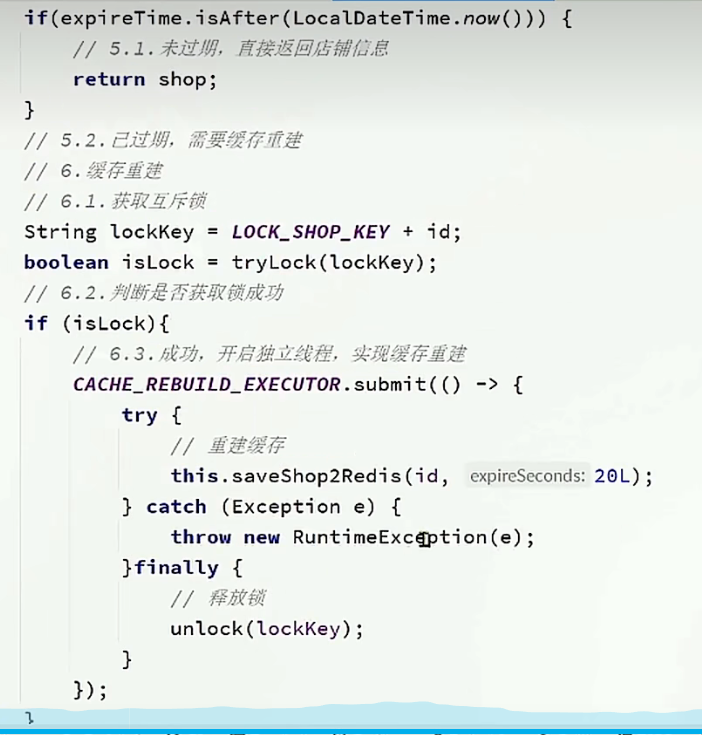 if(expireTime.isAfter(LocalDateTime.now())) {
// 5.1.未过期，直接返回店铺信息
return shop;
}
// 5.2.已过期，需要缓存重建
// 6.缓存重建
// 6.1.获取互斥锁
String lockKey = LOCK_SHOP_KEY + id;
boolean isLock = tryLock(lockKey);
// 6.2.判断是否获取锁成功
if (isLock){
// 6.3.成功，开启独立线程，实现缓存重建
CACHE_REBUILD_EXECUTOR.submit(() -> {
try {
// 重建缓存
this.saveShop2Redis(id, expireSeconds: 20L);
} catch (Exception e) {
throw new RuntimeException(e);
}finally {
// 释放锁
unlock(lockKey);
}
});
}